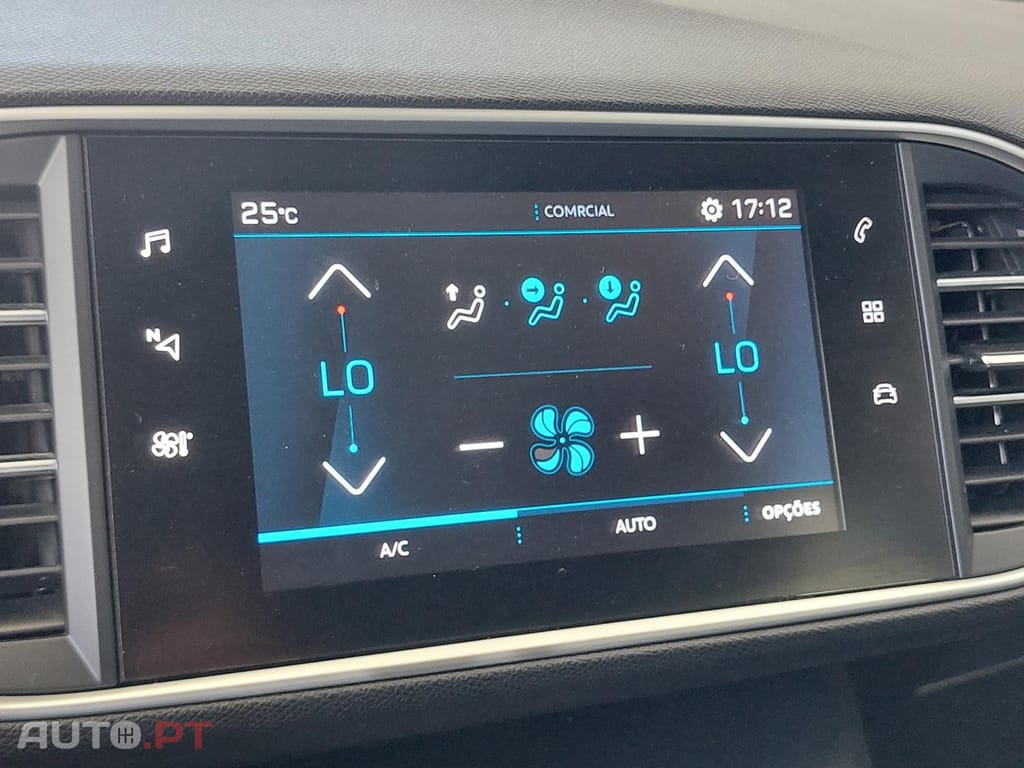 25°C COMRCIAL 17:12
N
LO LO
A/C AUTO OPÇÕES
AUTO.PT